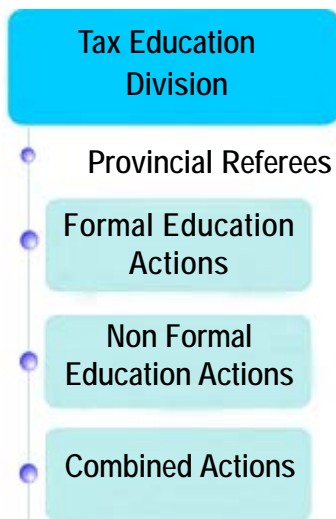 Tax Education
Division
Provincial Referees
Formal Education
Actions
Non Formal
Education Actions
Combined Actions